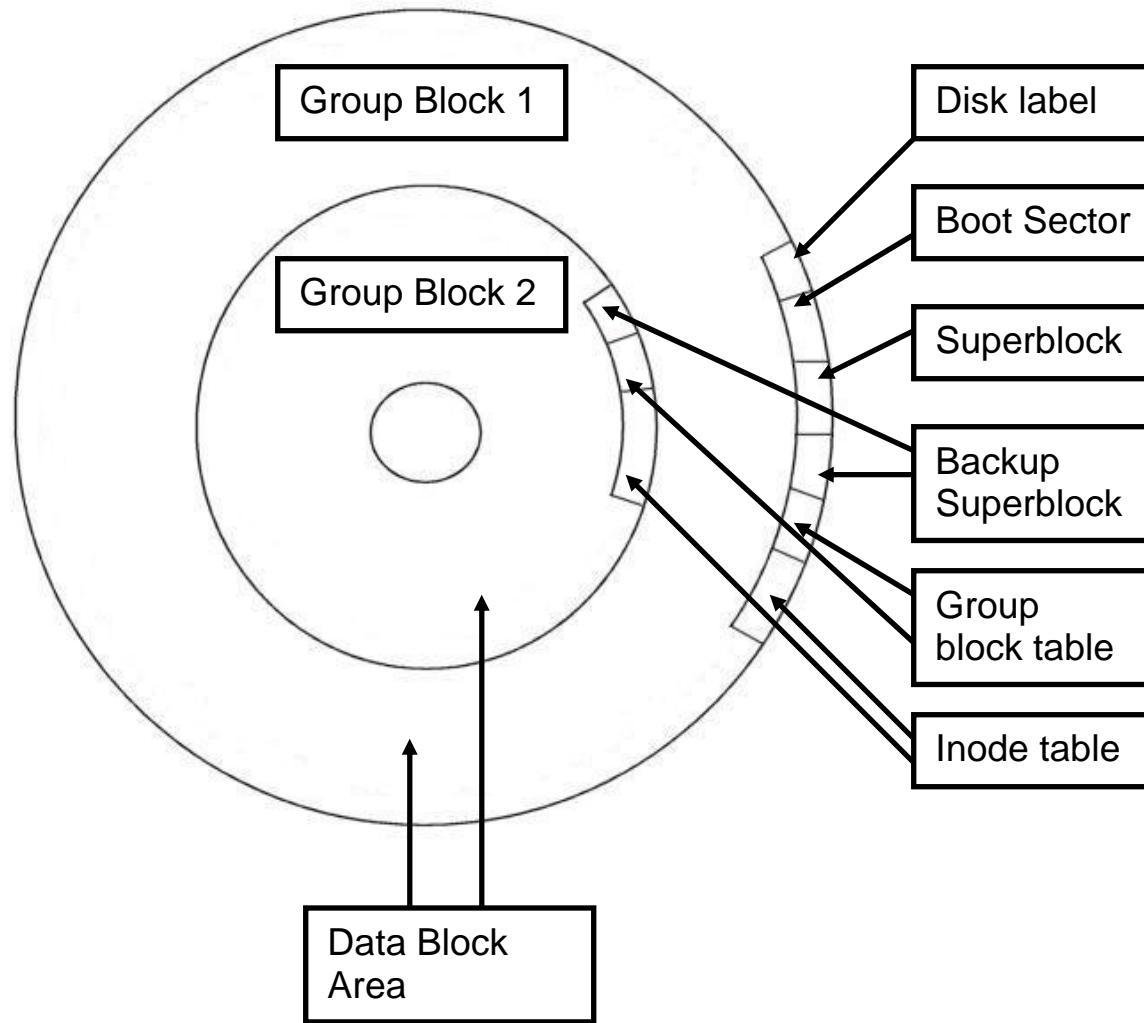 Group Block 1
Disk label
Boot Sector
Group Block 2
Superblock
Backup
Superblock
Group
block table
Inode table
Data Block
Area